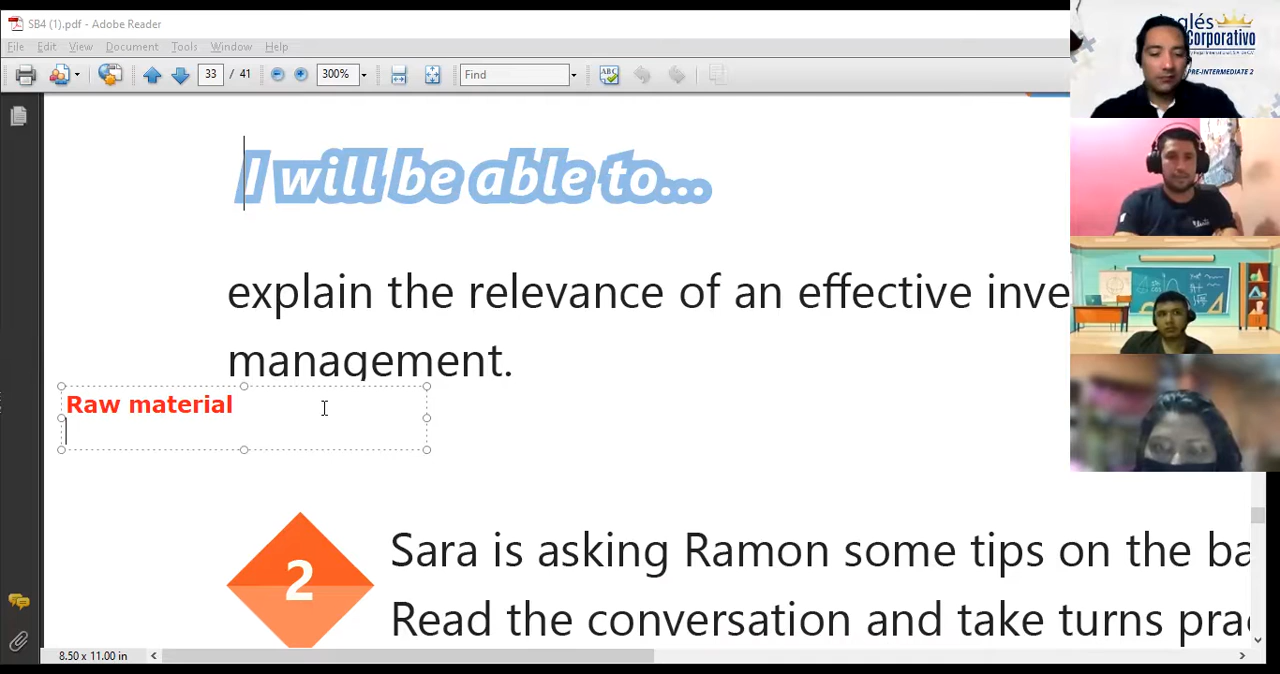 SB4 (1).pdf - Adobe Reader
File Edit View Document Tools Window Help
33 / 41 300% Find
I will be able to...
explain the relevance of an effective inve
management.
Raw material
2
Sara is asking Ramon some tips on the ba
Read the conversation and take turns prac
8.50 x 11.00 in
Inglés
Corporativo
PRE-INTERMEDIATE 2